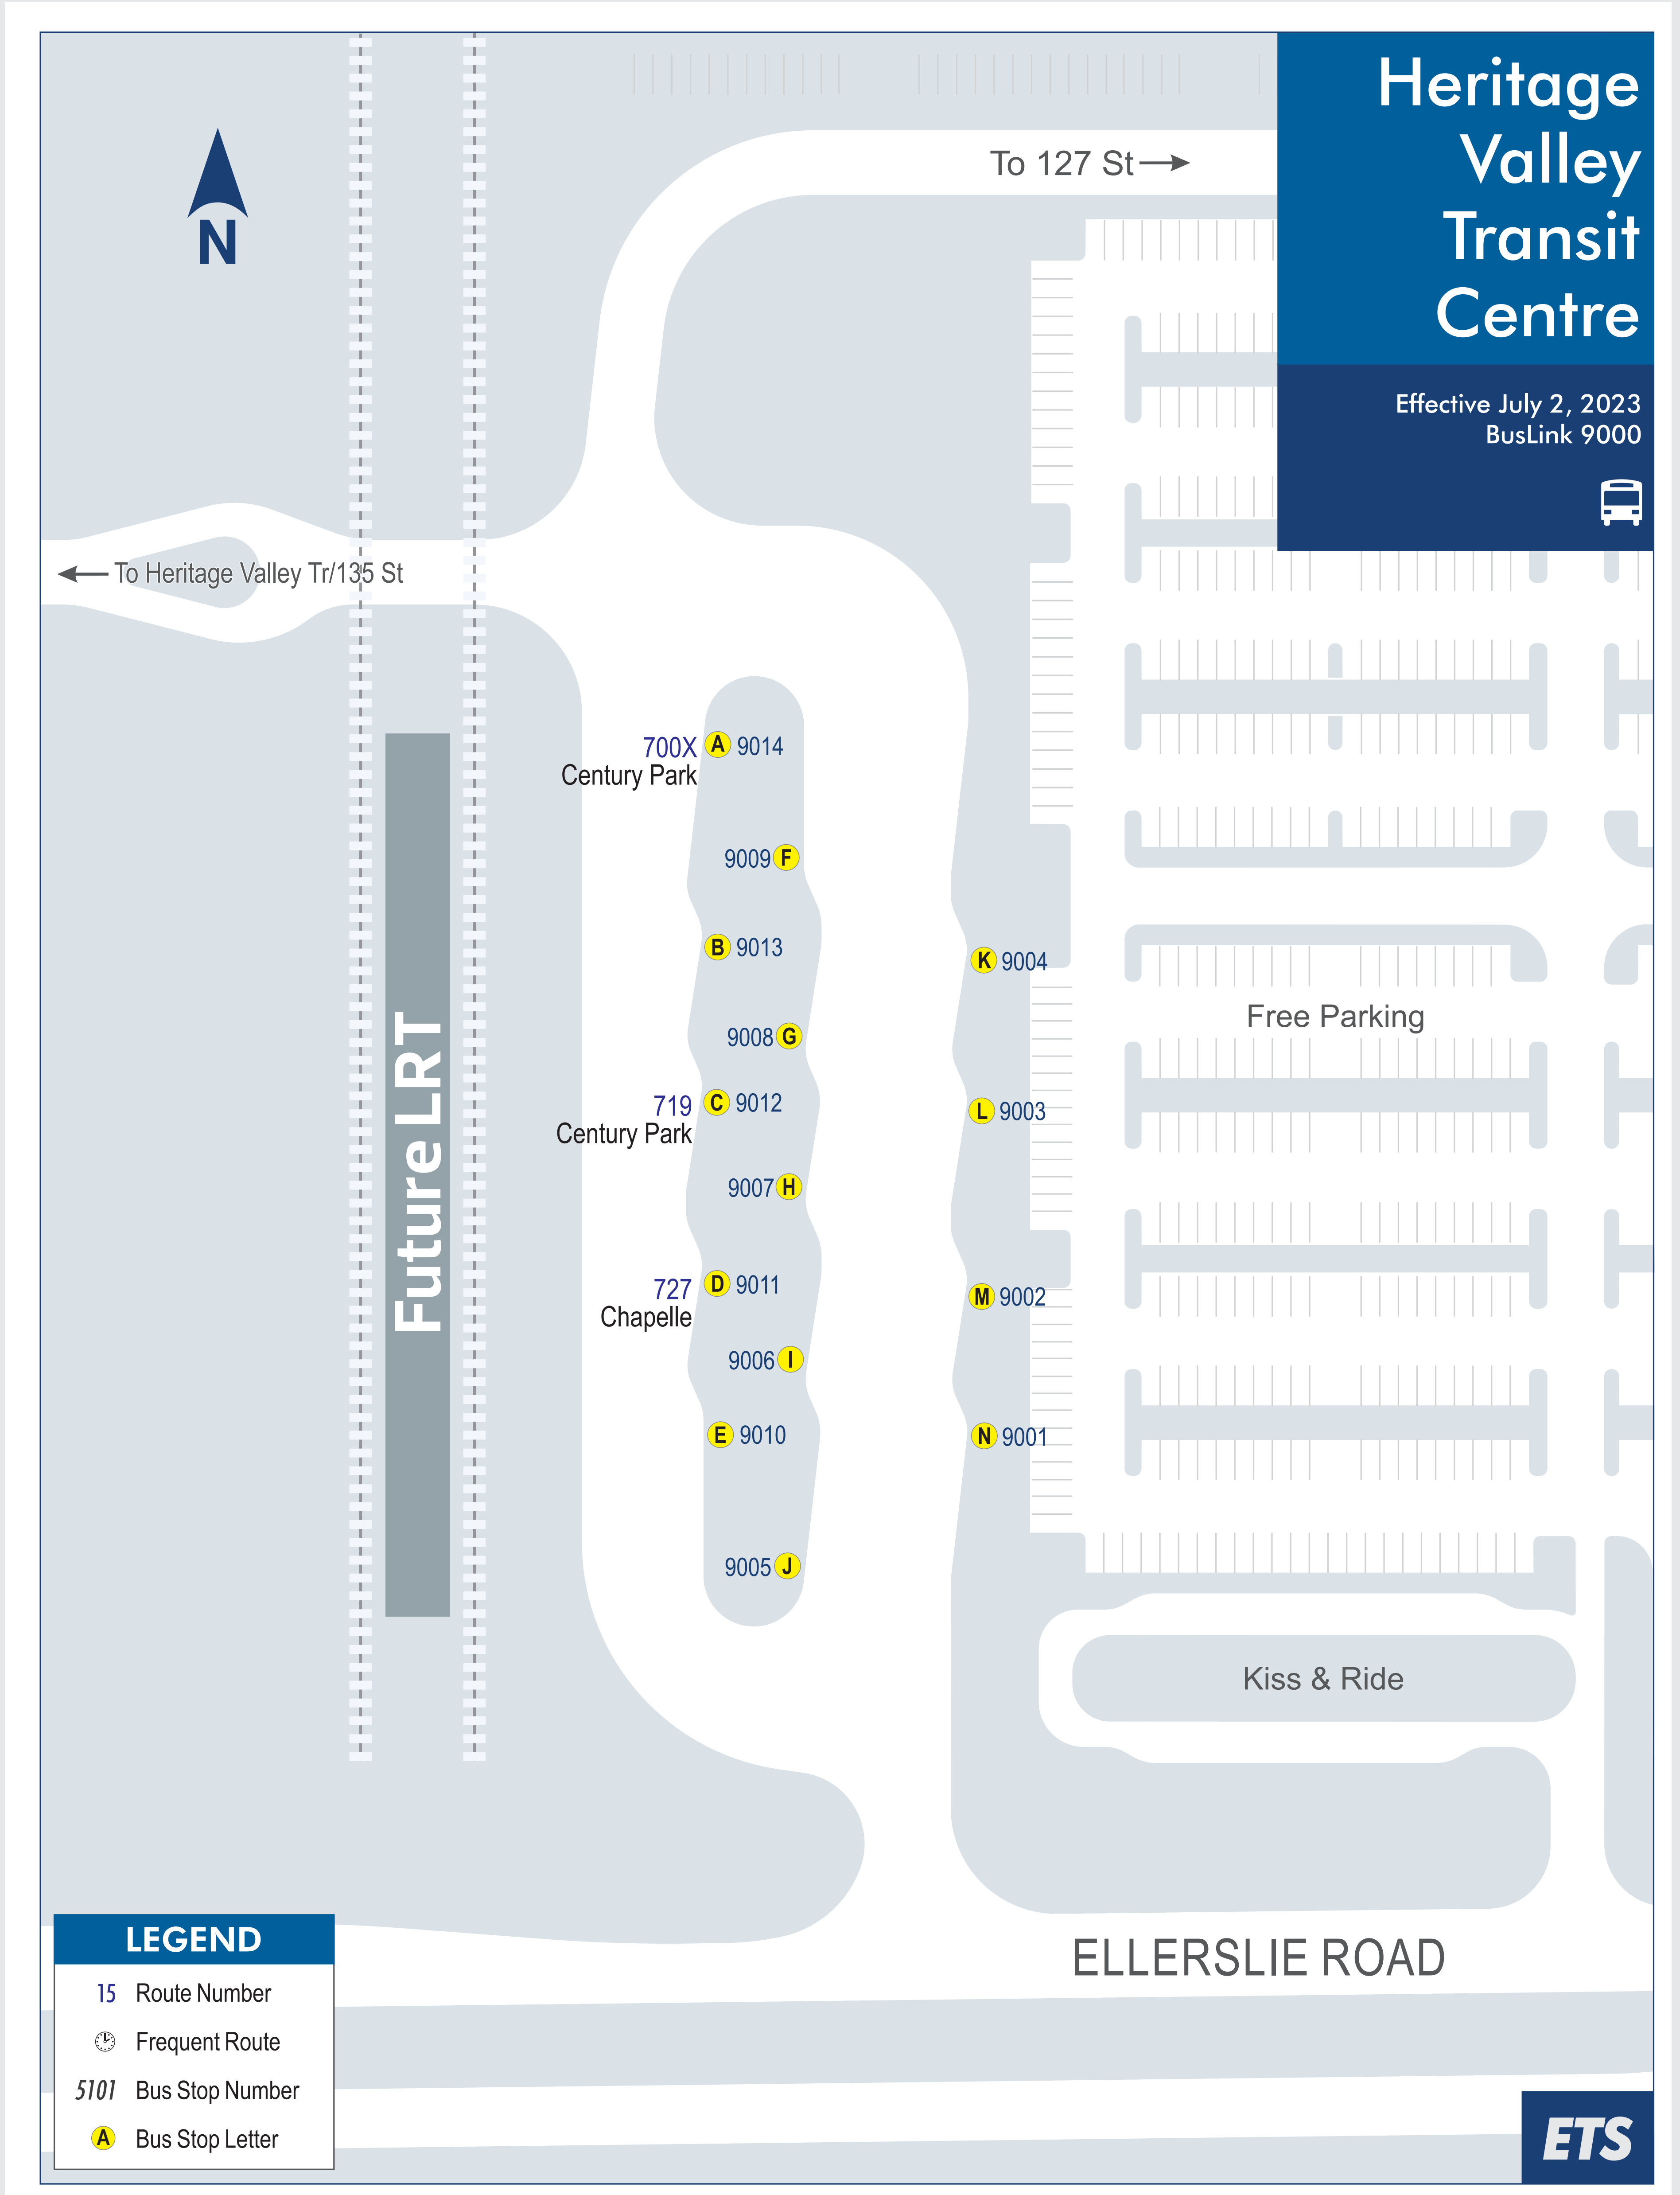 Heritage
Valley
Transit
Centre
Effective July 2, 2023
BusLink 9000
To 127 St
N
To Heritage Valley Tr/135 St
700X A 9014
Century Park
9009 F
B 9013
K 9004
Free Parking
9008 G
719 C 9012
Century Park
L 9003
9007 H
Future LRT
727 D 9011
Chapelle
M 9002
9006 I
E 9010
N 9001
9005 J
Kiss & Ride
ELLERSLIE ROAD
LEGEND
15 Route Number
Frequent Route
5101 Bus Stop Number
A Bus Stop Letter
ETS